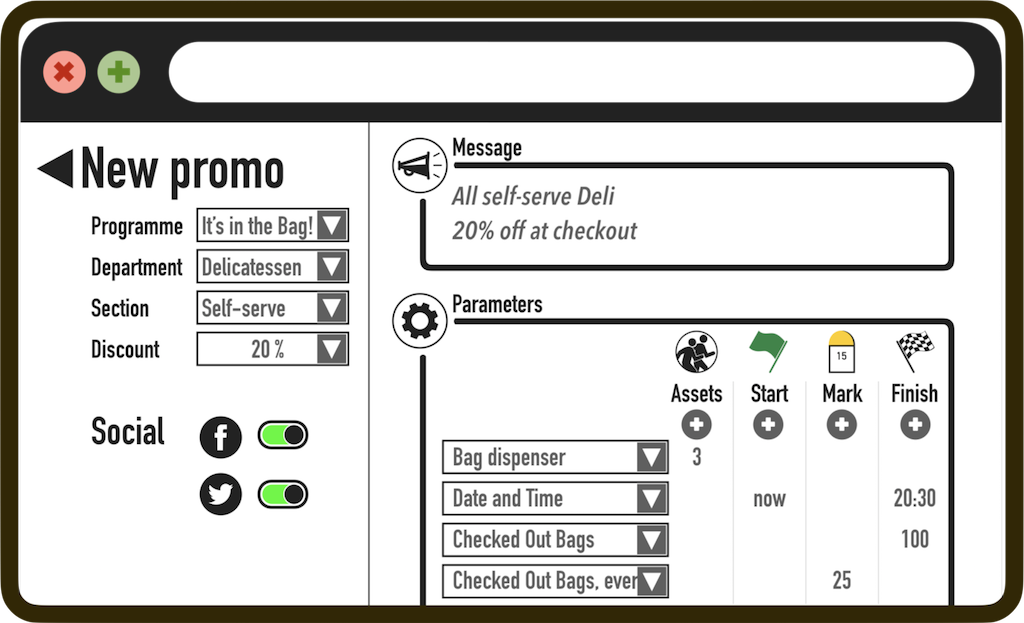 New promo
Programme It's in the Bag!
Department Delicatessen
Section Self-serve
Discount 20 %
Social
f
Message
All self-serve Deli
20% off at checkout
Parameters
15
Assets Start Mark Finish
Bag dispenser 3
Date and Time now 20:30
Checked Out Bags 100
Checked Out Bags, ever 25